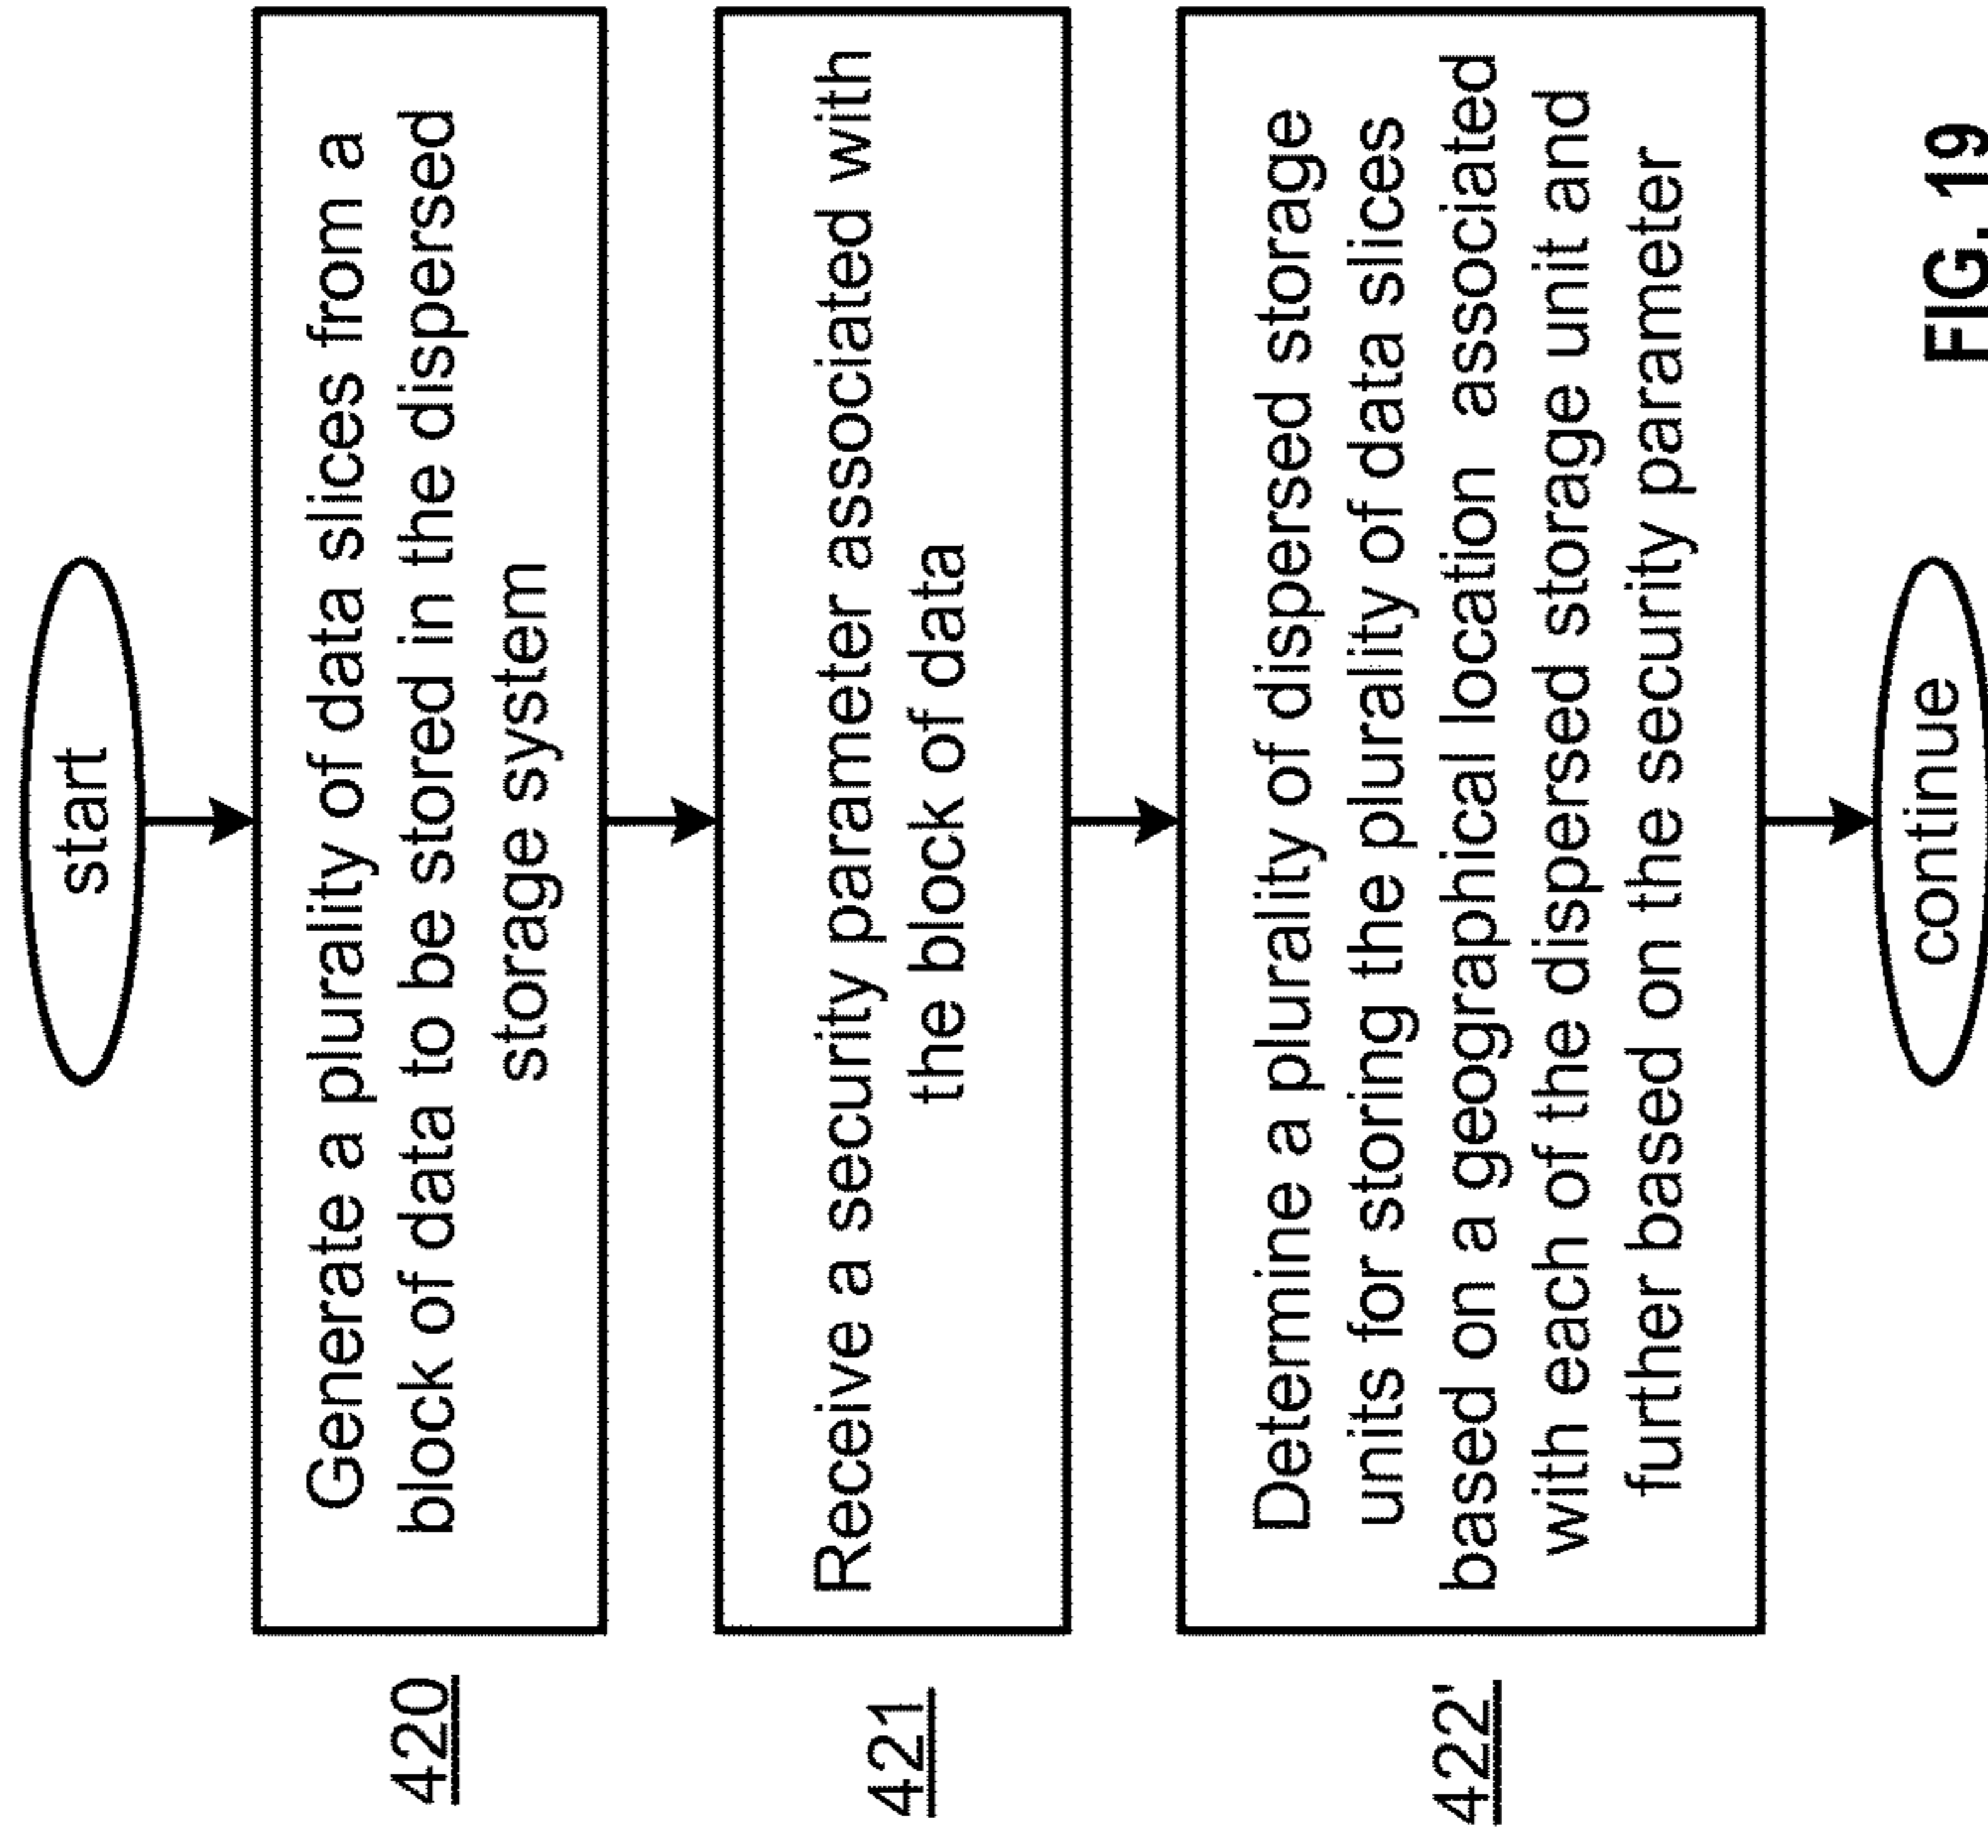 start
420
Generate a plurality of data slices from a
block of data to be stored in the dispersed
storage system
421
Receive a security parameter associated with
the block of data
422'
Determine a plurality of dispersed storage
units for storing the plurality of data slices
based on a geographical location associated
with each of the dispersed storage unit and
further based on the security parameter
continue
FIG. 19